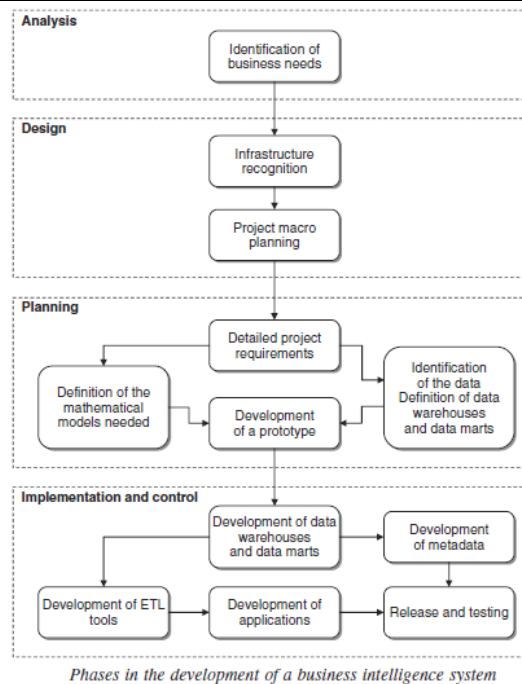 Analysis
Identification of
business needs
Design
Infrastructure
recognition
Project macro
planning
Planning
Detailed project
requirements
Definition of the
mathematical
models needed
Development
of a prototype
Identification
of the data
Definition of data
warehouses
and data marts
Implementation and control
Development of data
warehouses
and data marts
Development
of metadata
Development of ETL
tools
Development of
applications
Release and testing
Phases in the development of a business intelligence system